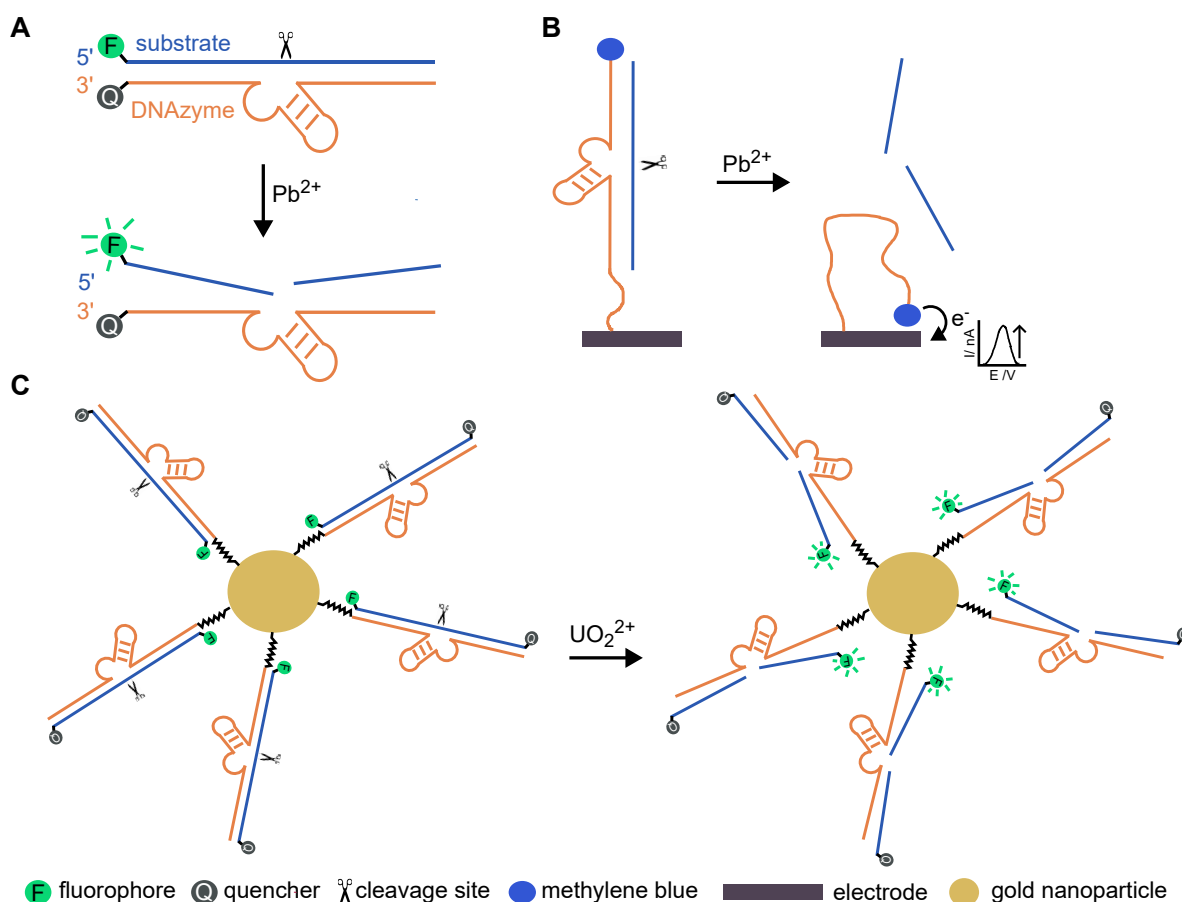 A
F
substrate
5'
3'
Q
DNAzyme
Pb2+
F
5'
3'
Q
B
Pb2+
e-
I/ nA
E /V
C
Q
Q
F
F
F
F
F
Q
Q
Q
UO22+
Q
Q
F
F
F
F
F
Q
Q
Q
F fluorophore
Q quencher
cleavage site
methylene blue
electrode
gold nanoparticle